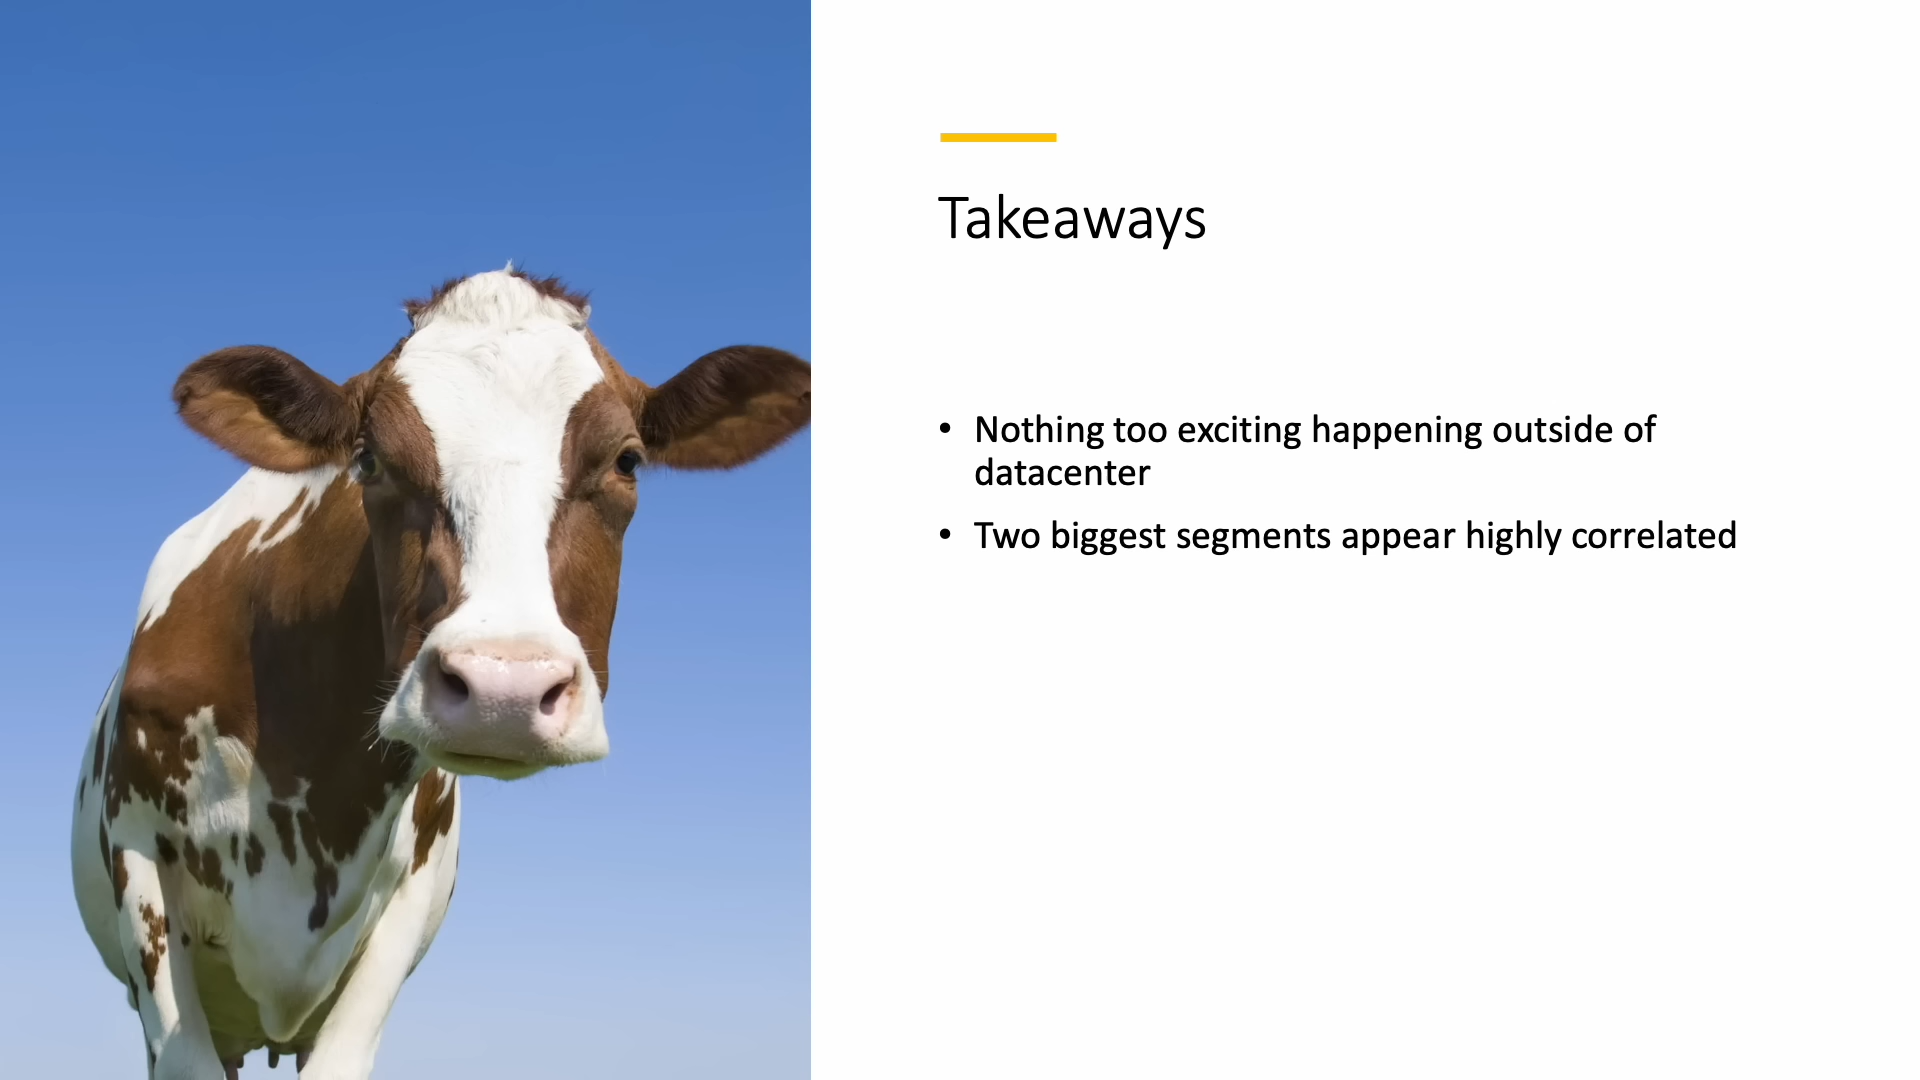 Takeaways
• Nothing too exciting happening outside of
datacenter
• Two biggest segments appear highly correlated